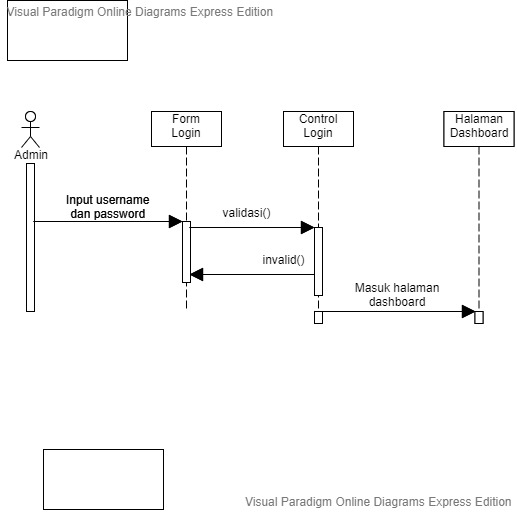 Visual Paradigm Online Diagrams Express Edition
Form
Login
Control
Login
Halaman
Dashboard
Admin
Input username
dan password
validasi()
invalid()
Masuk halaman
dashboard
Visual Paradigm Online Diagrams Express Edition